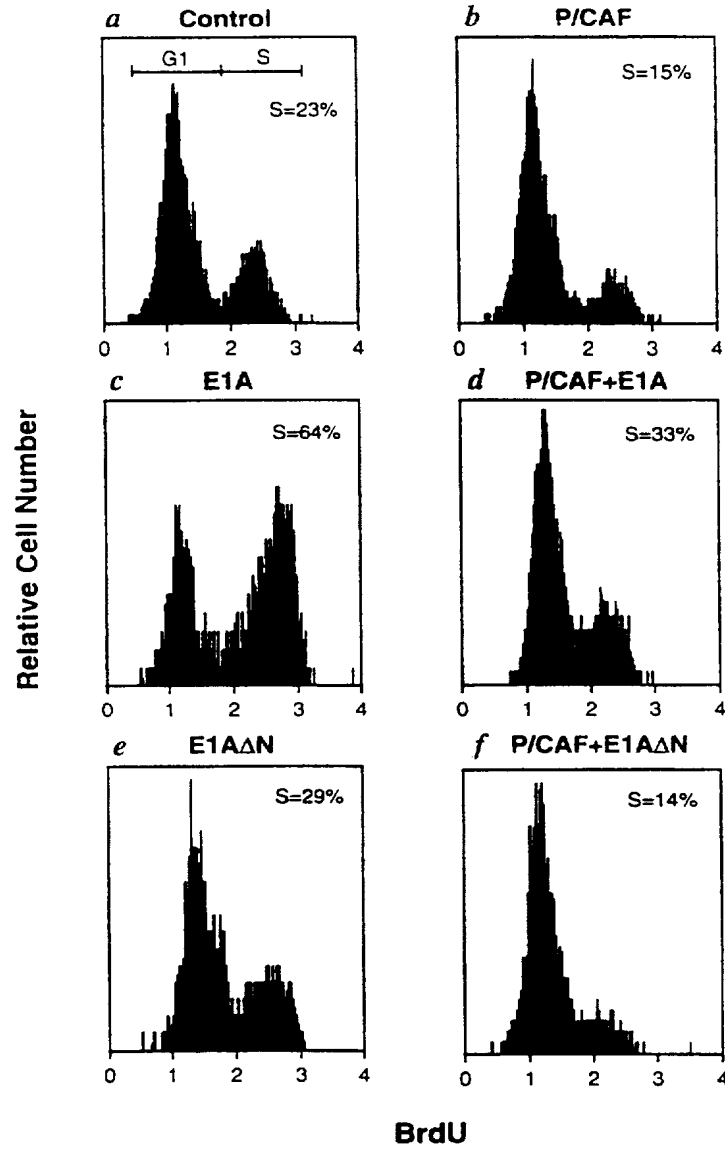 a Control
G1 S
S=23%
0 1 2 3 4
b P/CAF
S=15%
0 1 2 3 4
c E1A
S=64%
0 1 2 3 4
d P/CAF+E1A
S=33%
0 1 2 3 4
e E1AΔN
S=29%
0 1 2 3 4
f P/CAF+E1AΔN
S=14%
0 1 2 3 4
Relative Cell Number
BrdU